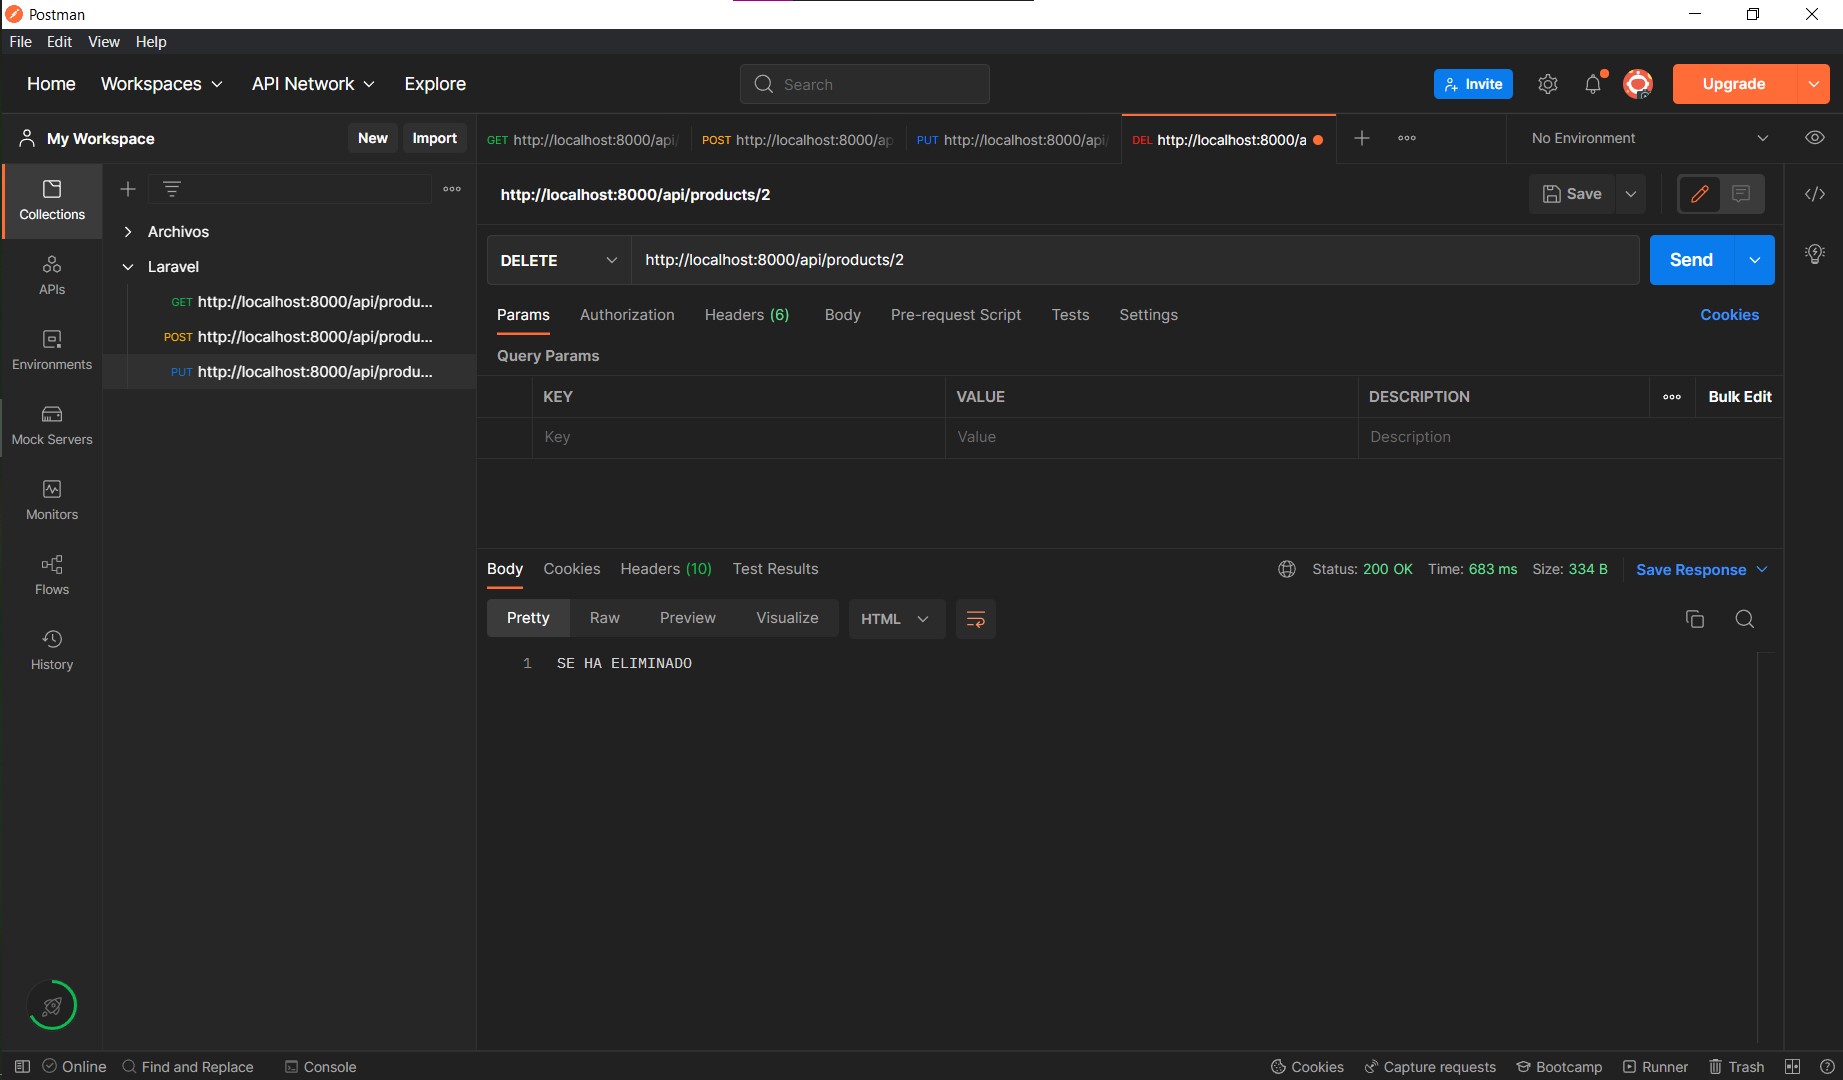 Postman
File Edit View Help
Home Workspaces API Network Explore Search Invite Upgrade
My Workspace New Import GET http://localhost:8000/api/ POST http://localhost:8000/ap PUT http://localhost:8000/api/ DEL http://localhost:8000/a No Environment
Collections
APIs
Environments
Mock Servers
Monitors
Flows
History
Archivos
Laravel
GET http://localhost:8000/api/produ...
POST http://localhost:8000/api/produ...
PUT http://localhost:8000/api/produ...
http://localhost:8000/api/products/2 Save
DELETE http://localhost:8000/api/products/2 Send
Params Authorization Headers (6) Body Pre-request Script Tests Settings Cookies
Query Params
KEY VALUE DESCRIPTION Bulk Edit
Key Value Description
Body Cookies Headers (10) Test Results Status: 200 OK Time: 683 ms Size: 334 B Save Response
Pretty Raw Preview Visualize HTML
1 SE HA ELIMINADO
Online Find and Replace Console Cookies Capture requests Bootcamp Runner Trash